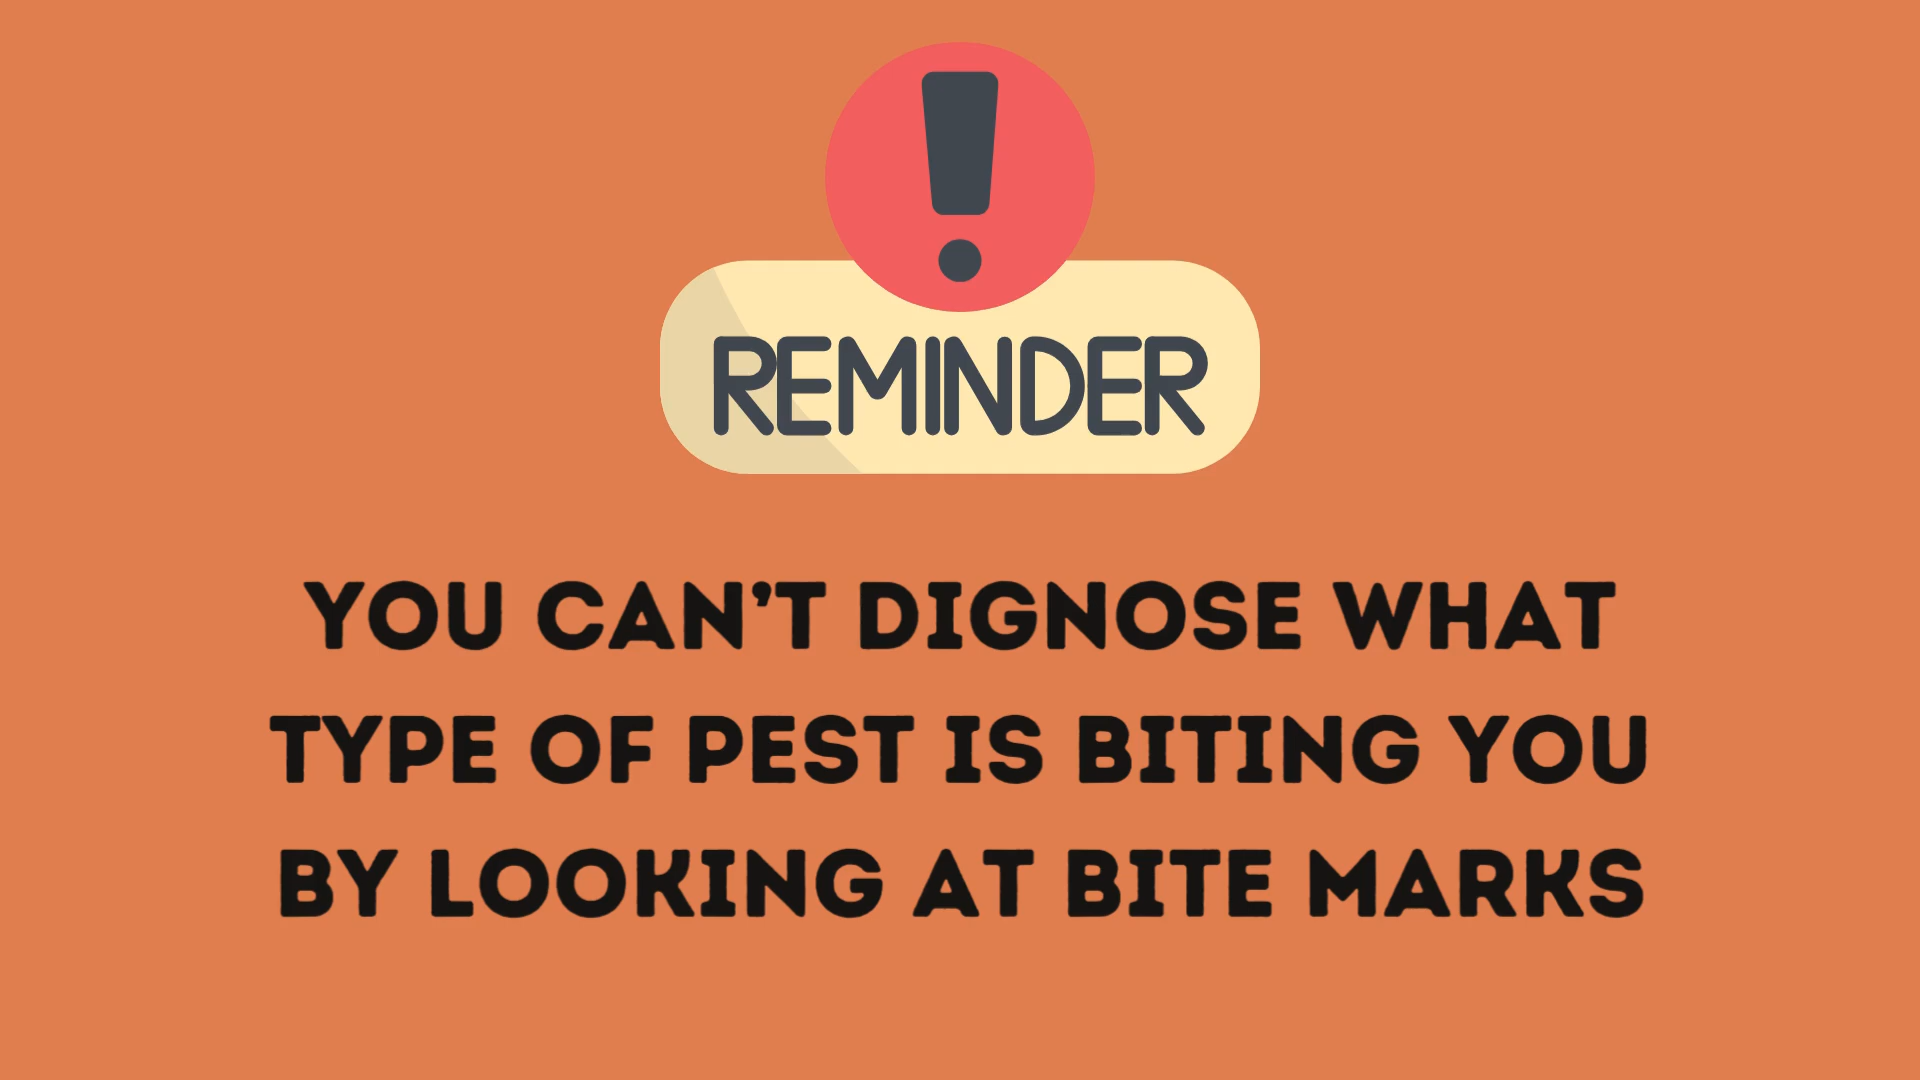 !
REMINDER
YOU CAN'T DIGNOSE WHAT
TYPE OF PEST IS BITING YOU
BY LOOKING AT BITE MARKS